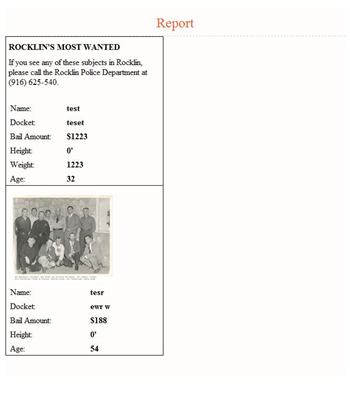 Report
ROCKLIN'S MOST WANTED
If you see any of these subjects in Rocklin,
please call the Rocklin Police Department at
(916) 625-540.
Name: test
Docket: teset
Bail Amount: $1223
Height: 0'
Weight: 1223
Age: 32
Name: tesr
Docket: ewr w
Bail Amount: $188
Height: 0'
Age: 54